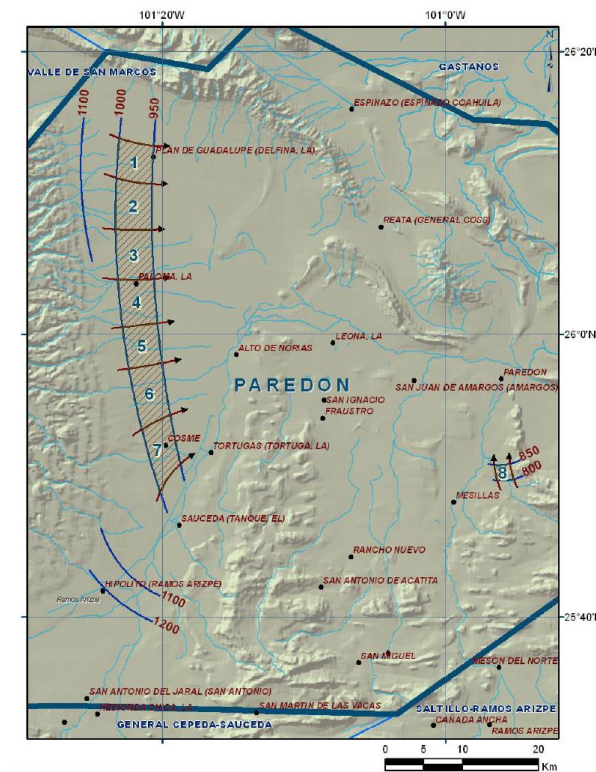 101°20'W
101°0'W
26°20'
N
VALLE DE SAN MARCOS
CASTAÑOS
1100
1000
950
ESPINAZO (ESPINAZO COAHUILA)
1
PLAN DE GUADALUPE (DELFINA, LA)
2
REATA (GENERAL COSS)
3
PALOMA, LA
4
26°0'
5
LEONA, LA
ALTO DE NORIAS
6
PAREDON
PAREDON
SAN JUAN DE AMARGOS (AMARGOS)
SAN IGNACIO
FRAUSTRO
7
COSME
TORTUGAS (TORTUGA, LA)
850
8
800
MESILLAS
SAUCEDA (TANQUE, EL)
RANCHO NUEVO
HIPOLITO (RAMOS ARIZPE)
SAN ANTONIO DE ACATITA
1100
Ramos Arizpe
1200
25°40'
SAN MIGUEL
MESON DEL NORTE
SAN ANTONIO DEL JARAL (SAN ANTONIO)
SAN MARTIN DE LAS VACAS
SALTILLO-RAMOS ARIZPE
GENERAL CEPEDA-SAUCEDA
CAÑADA ANCHA
RAMOS ARIZPE
0 5 10 20
Km